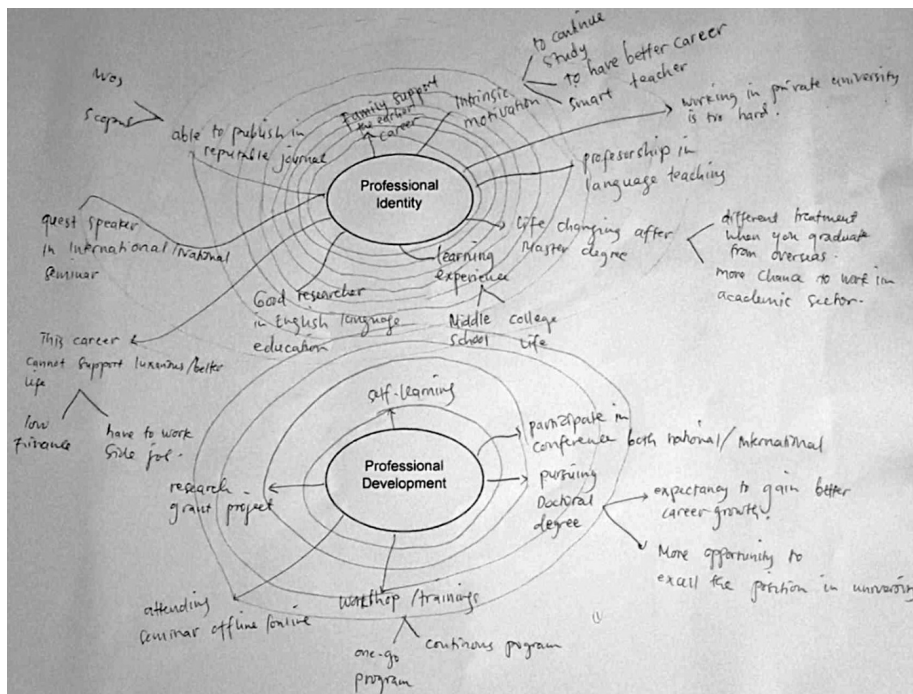 WOS
Scopus
able to publish in
reputable journal
Family support
the earlier
career
Intrinsic
motivation
to continue
study
to have better career
smart teacher
working in private university
is too hard.
Professional
Identity
profesorship in
language teaching
guest speaker
in International/National
seminar
Life changing after
Master degree
different treatment
when you graduate
from overseas.
More chance to work in
academic sector.
learning
experience
Middle college
school life
Good researcher
in English language
education
This career
cannot support luxurious/better
life
low
Finance
have to work
side job.
self-learning
Professional
Development
participate in
conference both national/International
pursuing
Doctoral
degree
expectancy to gain better
career growth.
More opportunity to
excall the position in university
research
grant project
attending
seminar offline/online
workshop/trainings
one-go
program
continous program